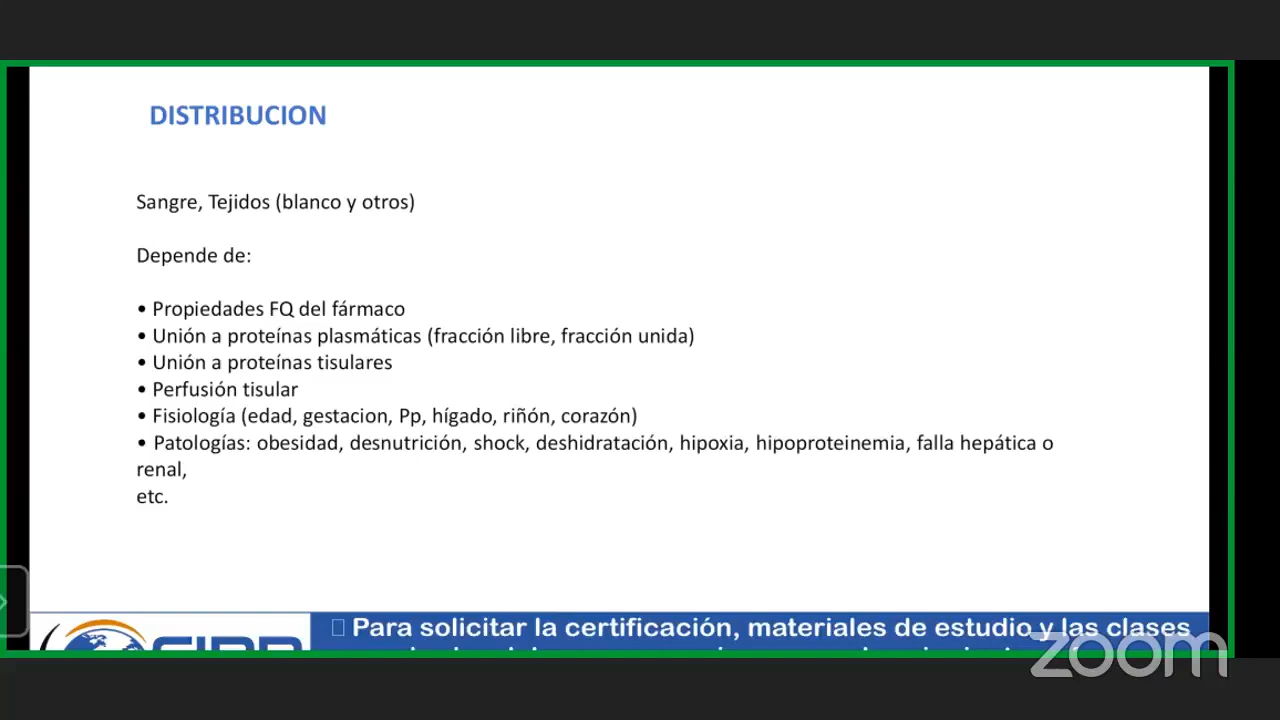 DISTRIBUCION
Sangre, Tejidos (blanco y otros)
Depende de:
• Propiedades FQ del fármaco
• Unión a proteínas plasmáticas (fracción libre, fracción unida)
• Unión a proteínas tisulares
• Perfusión tisular
• Fisiología (edad, gestacion, Pp, hígado, riñón, corazón)
• Patologías: obesidad, desnutrición, shock, deshidratación, hipoxia, hipoproteinemia, falla hepática o
renal,
etc.
Para solicitar la certificación, materiales de estudio y las clases
zoom